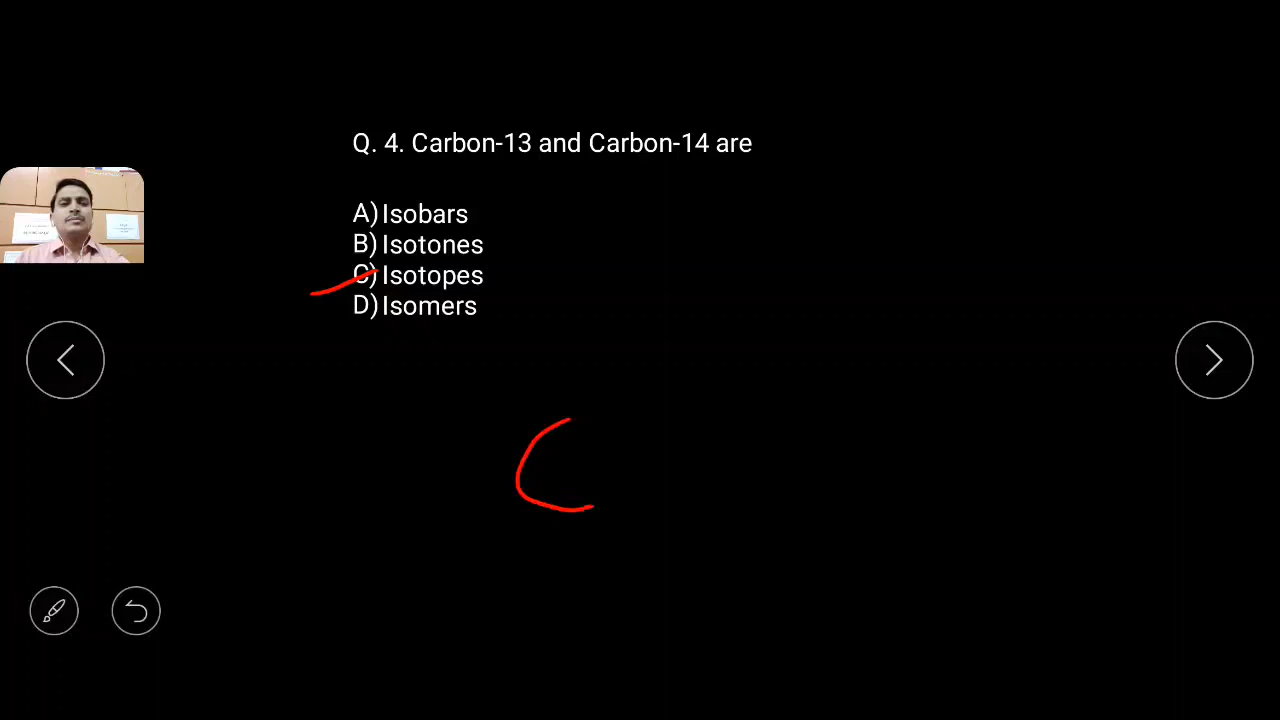 Q. 4. Carbon-13 and Carbon-14 are
A) Isobars
B) Isotones
C) Isotopes
D) Isomers
C